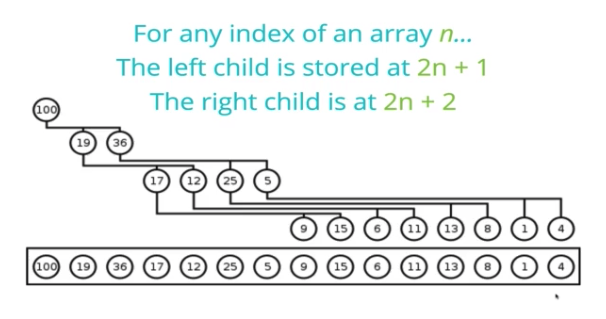 For any index of an array n...
The left child is stored at 2n + 1
The right child is at 2n + 2
100
19 36
17 12 25 5
9 15 6 11 13 8 1 4
100 19 36 17 12 25 5 9 15 6 11 13 8 1 4